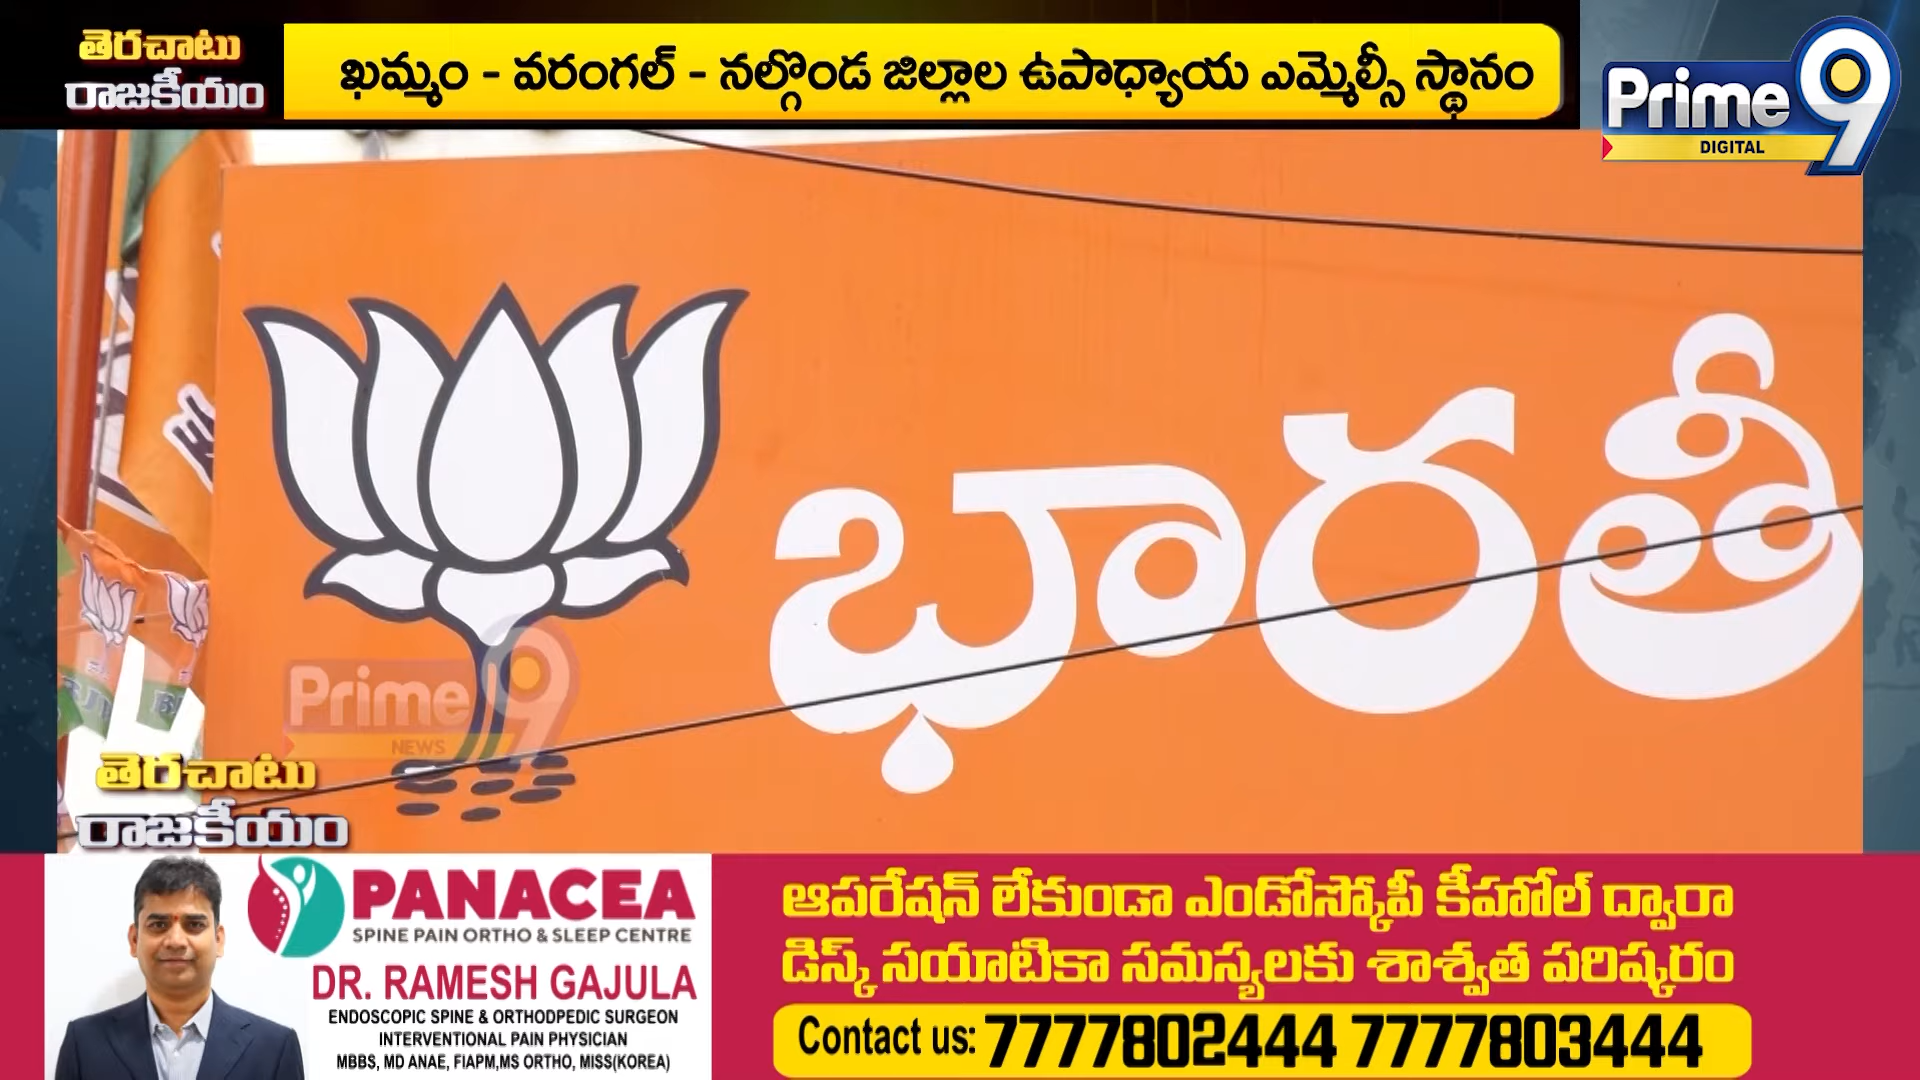 తెరచాటు
రాజకీయం
ఖమ్మం - వరంగల్ - నల్గొండ జిల్లాల ఉపాధ్యాయ ఎమ్మెల్సీ స్థానం
Prime9
DIGITAL
భారతీ
Prime9
NEWS
తెరచాటు
రాజకీయం
PANACEA
SPINE PAIN ORTHO & SLEEP CENTRE
DR. RAMESH GAJULA
ENDOSCOPIC SPINE & ORTHODPEDIC SURGEON
INTERVENTIONAL PAIN PHYSICIAN
MBBS, MD ANAE, FIAPM,MS ORTHO, MISS(KOREA)
ఆపరేషన్ లేకుండా ఎండోస్కోపీ కీహోల్ ద్వారా
డిస్క్ సయాటికా సమస్యలకు శాశ్వత పరిష్కరం
Contact us: 7777802444 7777803444